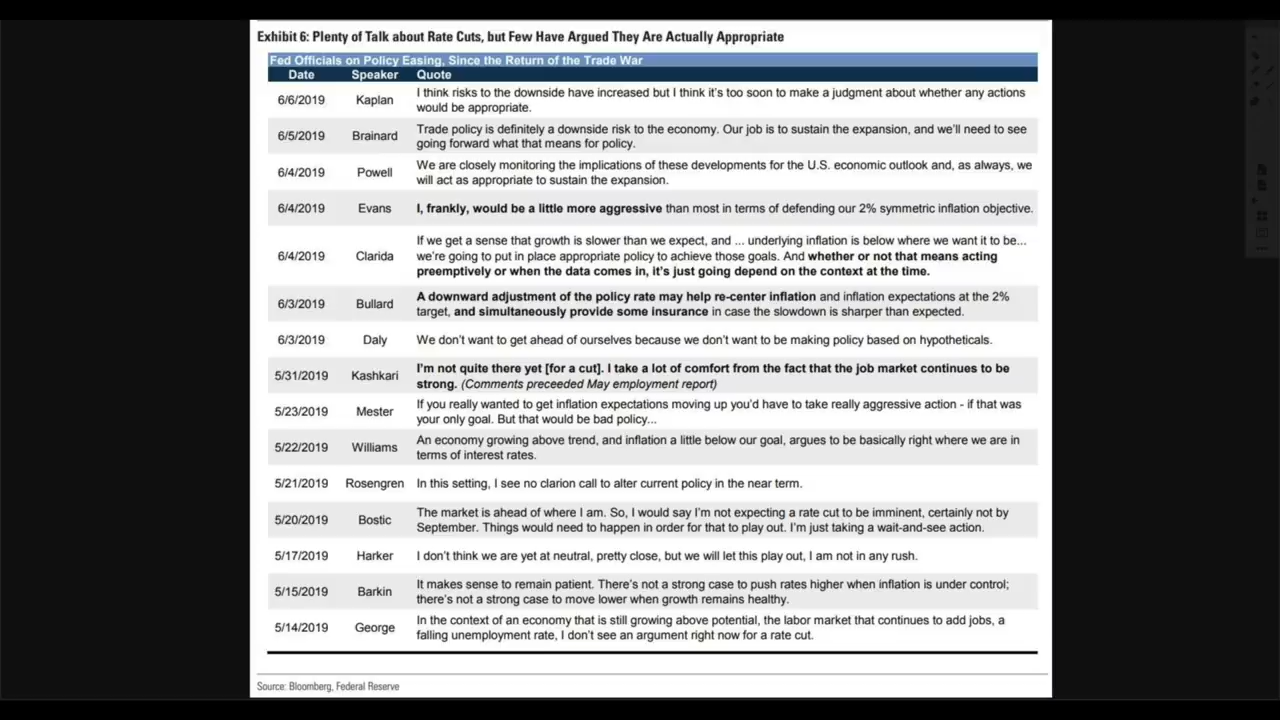 Exhibit 6: Plenty of Talk about Rate Cuts, but Few Have Argued They Are Actually Appropriate
Fed Officials on Policy Easing, Since the Return of the Trade War
Date Speaker Quote
6/6/2019 Kaplan I think risks to the downside have increased but I think it's too soon to make a judgment about whether any actions
would be appropriate.
6/5/2019 Brainard Trade policy is definitely a downside risk to the economy. Our job is to sustain the expansion, and we'll need to see
going forward what that means for policy.
6/4/2019 Powell We are closely monitoring the implications of these developments for the U.S. economic outlook and, as always, we
will act as appropriate to sustain the expansion.
6/4/2019 Evans I, frankly, would be a little more aggressive than most in terms of defending our 2% symmetric inflation objective.
6/4/2019 Clarida If we get a sense that growth is slower than we expect, and ... underlying inflation is below where we want it to be...
we're going to put in place appropriate policy to achieve those goals. And whether or not that means acting
preemptively or when the data comes in, it's just going depend on the context at the time.
6/3/2019 Bullard A downward adjustment of the policy rate may help re-center inflation and inflation expectations at the 2%
target, and simultaneously provide some insurance in case the slowdown is sharper than expected.
6/3/2019 Daly We don't want to get ahead of ourselves because we don't want to be making policy based on hypotheticals.
5/31/2019 Kashkari I'm not quite there yet [for a cut]. I take a lot of comfort from the fact that the job market continues to be
strong. (Comments preceeded May employment report)
5/23/2019 Mester If you really wanted to get inflation expectations moving up you'd have to take really aggressive action - if that was
your only goal. But that would be bad policy...
5/22/2019 Williams An economy growing above trend, and inflation a little below our goal, argues to be basically right where we are in
terms of interest rates.
5/21/2019 Rosengren In this setting, I see no clarion call to alter current policy in the near term.
5/20/2019 Bostic The market is ahead of where I am. So, I would say I'm not expecting a rate cut to be imminent, certainly not by
September. Things would need to happen in order for that to play out. I'm just taking a wait-and-see action.
5/17/2019 Harker I don't think we are yet at neutral, pretty close, but we will let this play out, I am not in any rush.
5/15/2019 Barkin It makes sense to remain patient. There's not a strong case to push rates higher when inflation is under control;
there's not a strong case to move lower when growth remains healthy.
5/14/2019 George In the context of an economy that is still growing above potential, the labor market that continues to add jobs, a
falling unemployment rate, I don't see an argument right now for a rate cut.
Source: Bloomberg, Federal Reserve